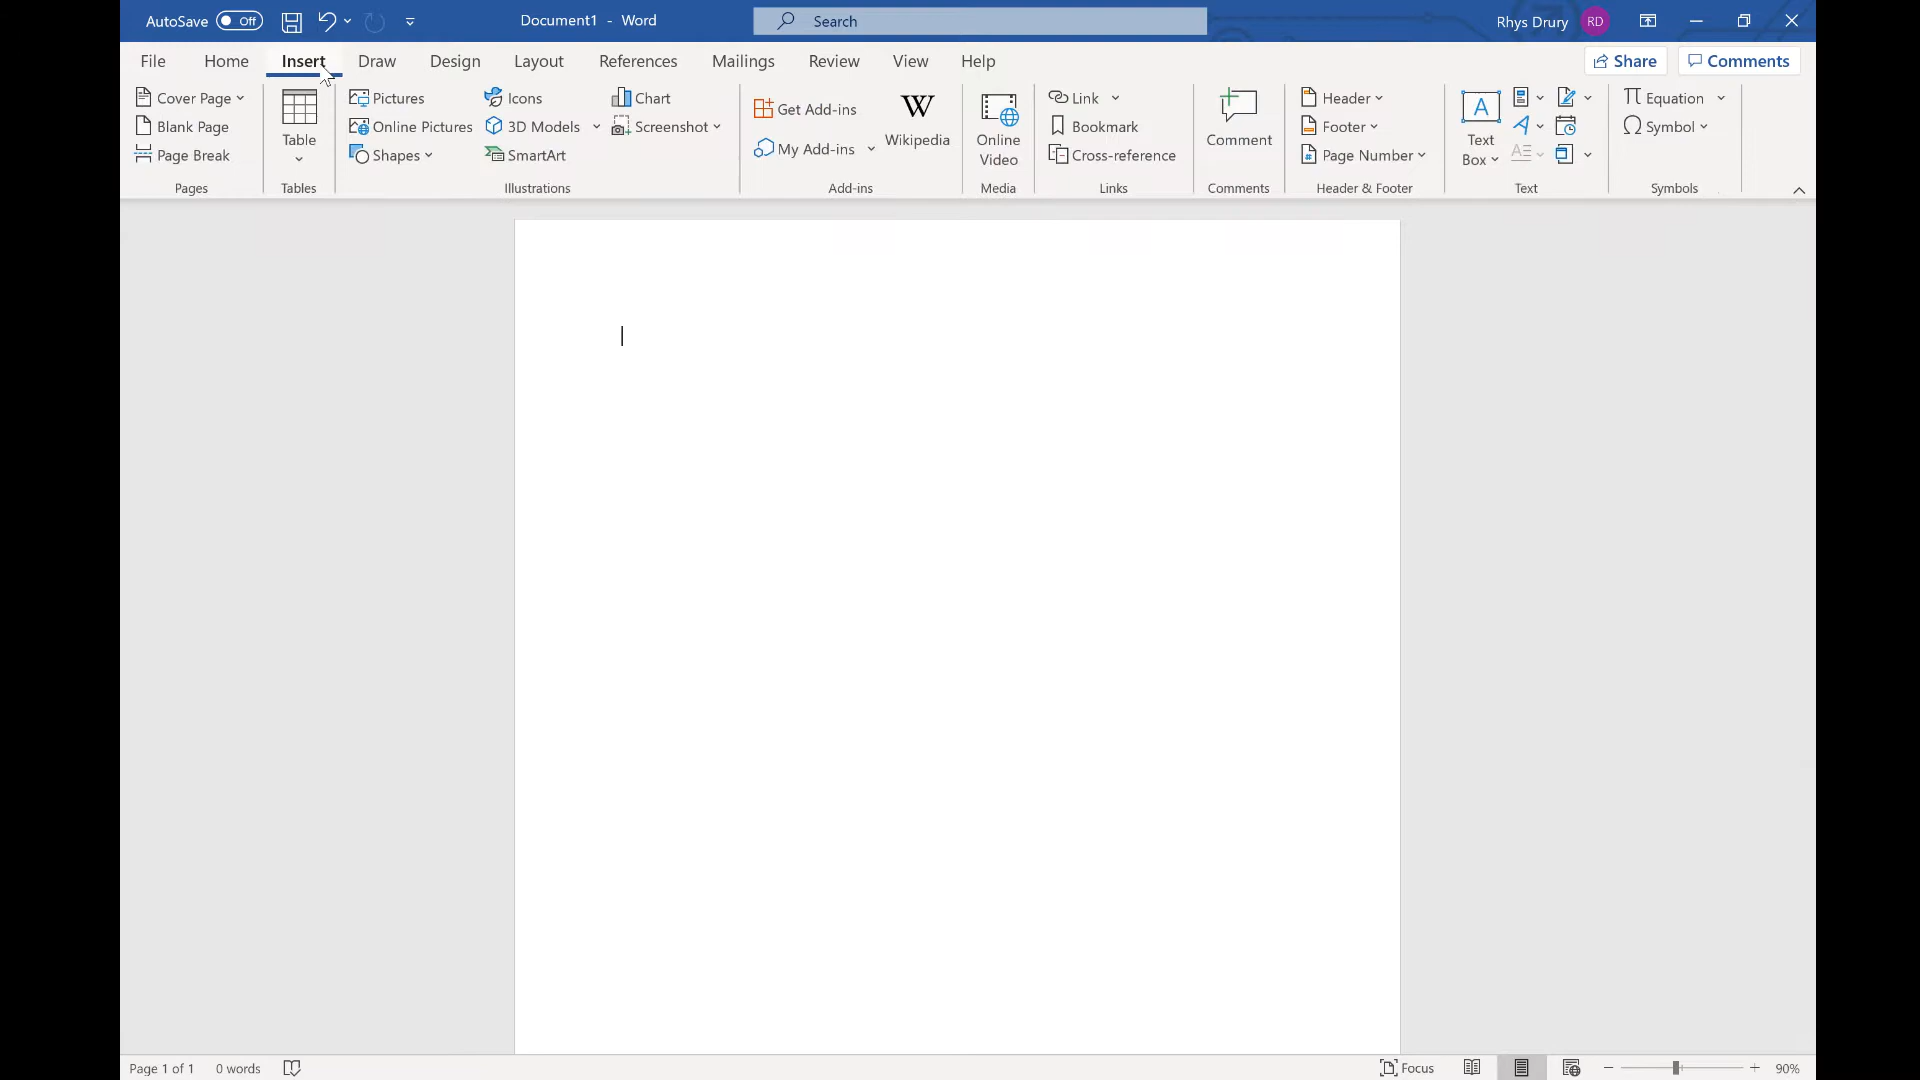 AutoSave Off Document1 - Word Search Rhys Drury RD
File Home Insert Draw Design Layout References Mailings Review View Help Share Comments
Cover Page
Blank Page
Page Break
Pages
Table
Tables
Pictures
Online Pictures
Shapes
Icons
3D Models
SmartArt
Chart
Screenshot
Illustrations
Get Add-ins
My Add-ins
W
Wikipedia
Add-ins
Online
Video
Media
Link
Bookmark
Cross-reference
Links
Comment
Comments
Header
Footer
Page Number
Header & Footer
A
Text
Box
Text
π Equation
Ω Symbol
Symbols
Page 1 of 1 0 words Focus 90%